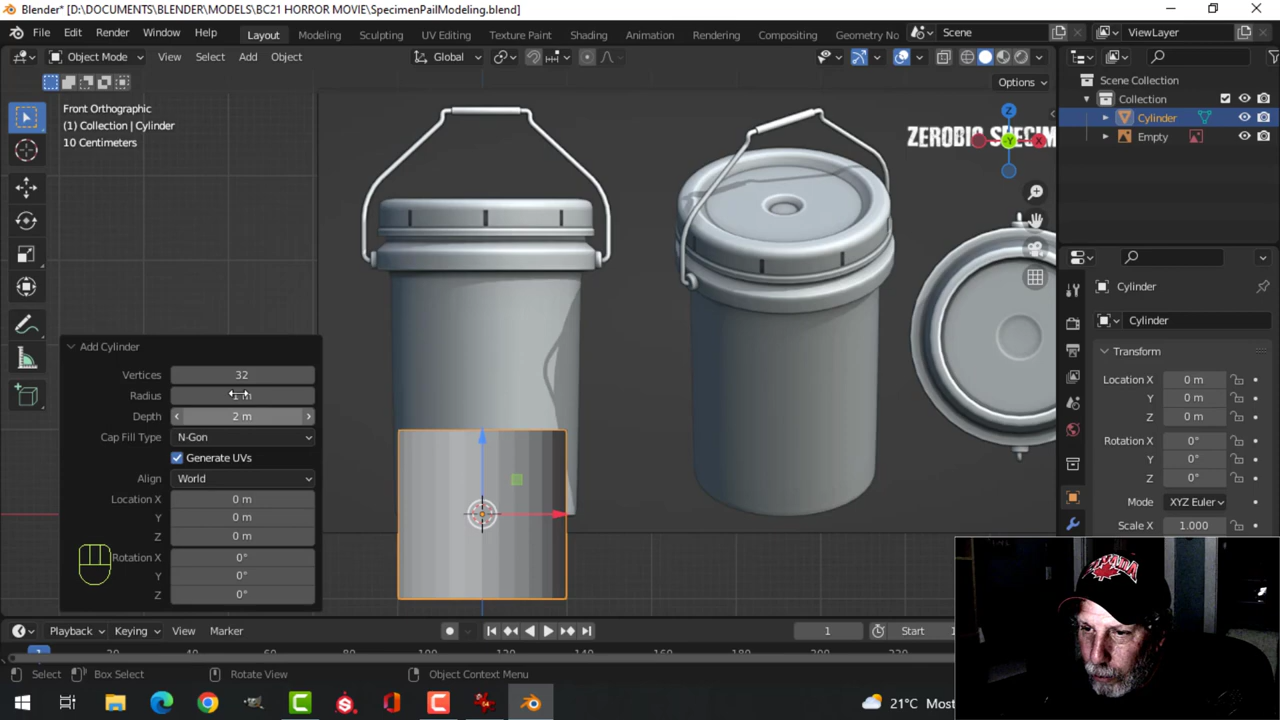 Blender* [D:\DOCUMENTS\BLENDER\MODELS\BC21 HORROR MOVIE\SpecimenPailModeling.blend]
File Edit Render Window Help Layout Modeling Sculpting UV Editing Texture Paint Shading Animation Rendering Compositing Geometry No Scene ViewLayer
Object Mode View Select Add Object Global
Options
Front Orthographic
(1) Collection | Cylinder
10 Centimeters
ZEROBIO SPECIM
Z
Y
X
Scene Collection
Collection
Cylinder
Empty
Cylinder
Cylinder
Transform
Location X 0 m
Y 0 m
Z 0 m
Rotation X 0°
Y 0°
Z 0°
Mode XYZ Euler
Scale X 1.000
Add Cylinder
Vertices 32
Radius
Depth 2 m
Cap Fill Type N-Gon
Generate UVs
Align World
Location X 0 m
Y 0 m
Z 0 m
Rotation X 0°
Y 0°
Z 0°
Playback Keying View Marker 1 Start
Select Box Select Rotate View Object Context Menu
21°C Most